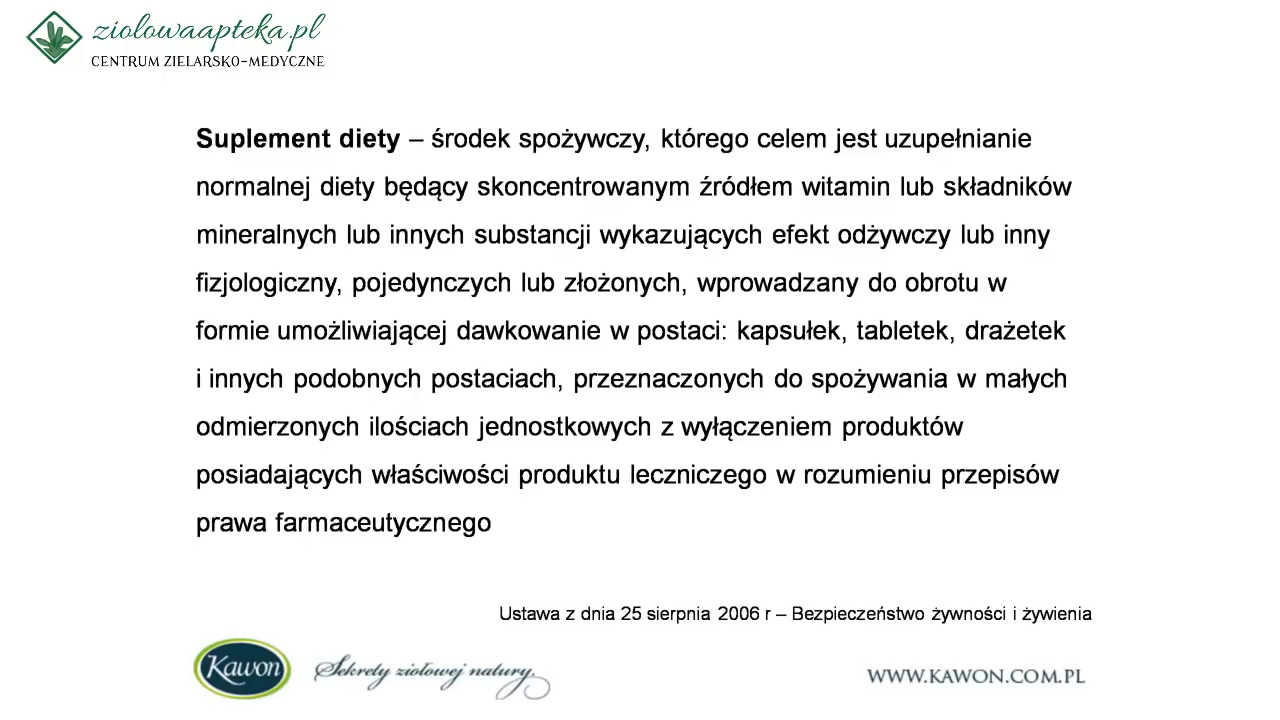 ziolowaapteka.pl
CENTRUM ZIELARSKO-MEDYCZNE
Suplement diety – środek spożywczy, którego celem jest uzupełnianie
normalnej diety będący skoncentrowanym źródłem witamin lub składników
mineralnych lub innych substancji wykazujących efekt odżywczy lub inny
fizjologiczny, pojedynczych lub złożonych, wprowadzany do obrotu w
formie umożliwiającej dawkowanie w postaci: kapsułek, tabletek, drażetek
i innych podobnych postaciach, przeznaczonych do spożywania w małych
odmierzonych ilościach jednostkowych z wyłączeniem produktów
posiadających właściwości produktu leczniczego w rozumieniu przepisów
prawa farmaceutycznego
Ustawa z dnia 25 sierpnia 2006 r – Bezpieczeństwo żywności i żywienia
Kawon Sekrety ziołowej natury. WWW.KAWON.COM.PL